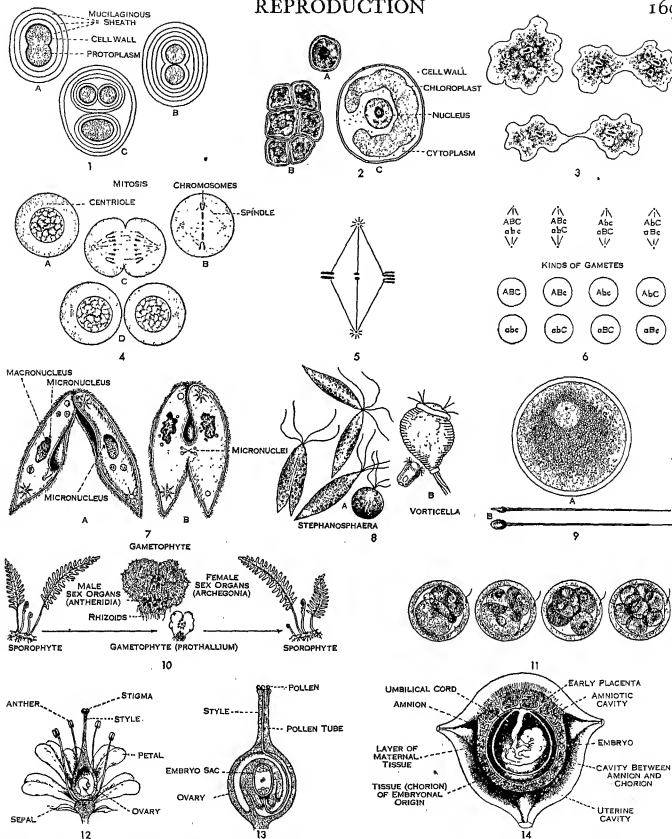 REPRODUCTION
MUCILAGINOUS
SHEATH
CELL WALL
PROTOPLASM
A
B
C
1
A
B
C
CELL WALL
CHLOROPLAST
NUCLEUS
CYTOPLASM
2
3
MITOSIS
CENTRIOLE
CHROMOSOMES
SPINDLE
A
B
C
D
4
5
ABC ABc Abc AbC
abc abC aBC aBc
KINDS OF GAMETES
ABC ABc Abc AbC
abc abC aBC aBc
6
MACRONUCLEUS
MICRONUCLEUS
MICRONUCLEUS
MICRONUCLEI
A
B
7
A
B
STEPHANOSPHAERA
VORTICELLA
8
A
B
9
GAMETOPHYTE
MALE
SEX ORGANS
(ANTHERIDIA)
FEMALE
SEX ORGANS
(ARCHEGONIA)
RHIZOIDS
SPOROPHYTE
GAMETOPHYTE (PROTHALLIUM)
SPOROPHYTE
10
11
ANTHER
STIGMA
STYLE
PETAL
SEPAL
OVARY
12
POLLEN
STYLE
POLLEN TUBE
EMBRYO SAC
OVARY
13
UMBILICAL CORD
AMNION
LAYER OF
MATERNAL
TISSUE
TISSUE (CHORION)
OF EMBRYONAL
ORIGIN
EARLY PLACENTA
AMNIOTIC
CAVITY
EMBRYO
CAVITY BETWEEN
AMNION AND
CHORION
UTERINE
CAVITY
14